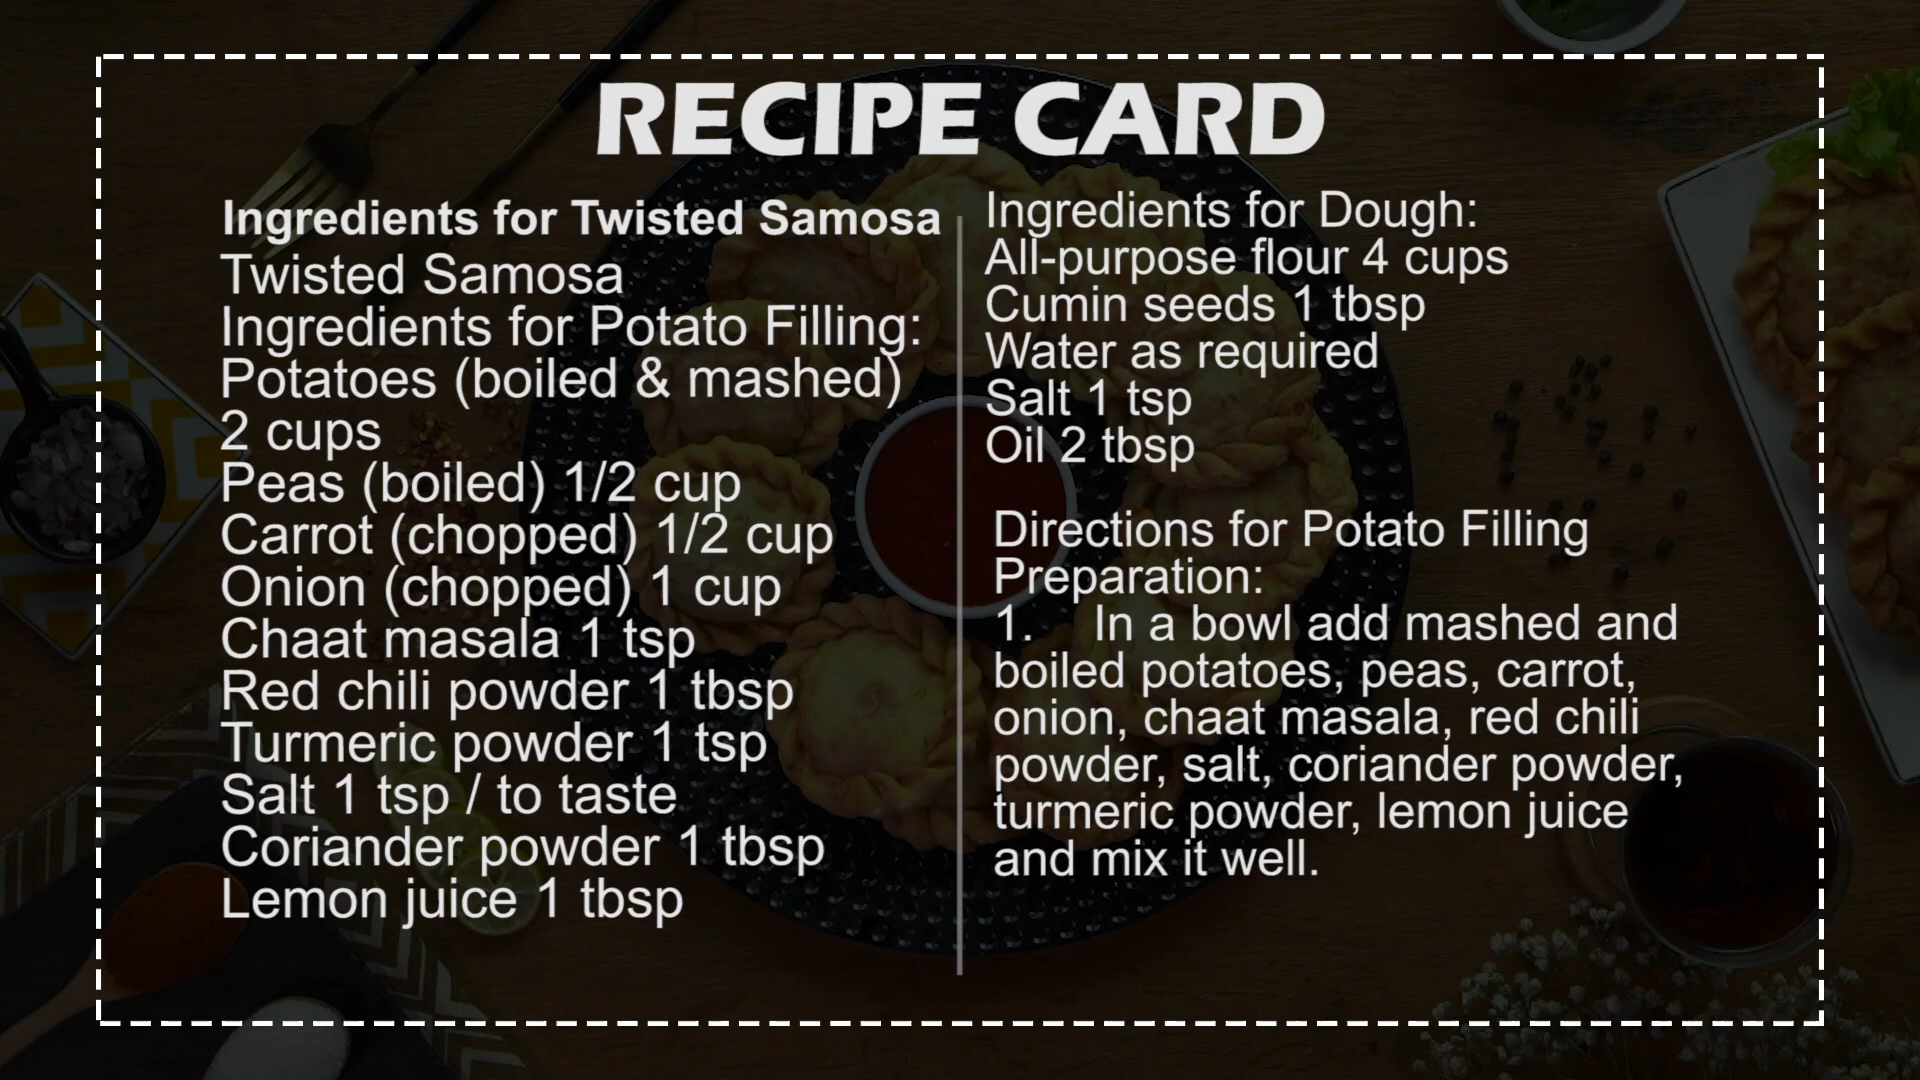 RECIPE CARD
Ingredients for Twisted Samosa
Twisted Samosa
Ingredients for Potato Filling:
Potatoes (boiled & mashed)
2 cups
Peas (boiled) 1/2 cup
Carrot (chopped) 1/2 cup
Onion (chopped) 1 cup
Chaat masala 1 tsp
Red chili powder 1 tbsp
Turmeric powder 1 tsp
Salt 1 tsp / to taste
Coriander powder 1 tbsp
Lemon juice 1 tbsp
Ingredients for Dough:
All-purpose flour 4 cups
Cumin seeds 1 tbsp
Water as required
Salt 1 tsp
Oil 2 tbsp
Directions for Potato Filling
Preparation:
1. In a bowl add mashed and
boiled potatoes, peas, carrot,
onion, chaat masala, red chili
powder, salt, coriander powder,
turmeric powder, lemon juice
and mix it well.